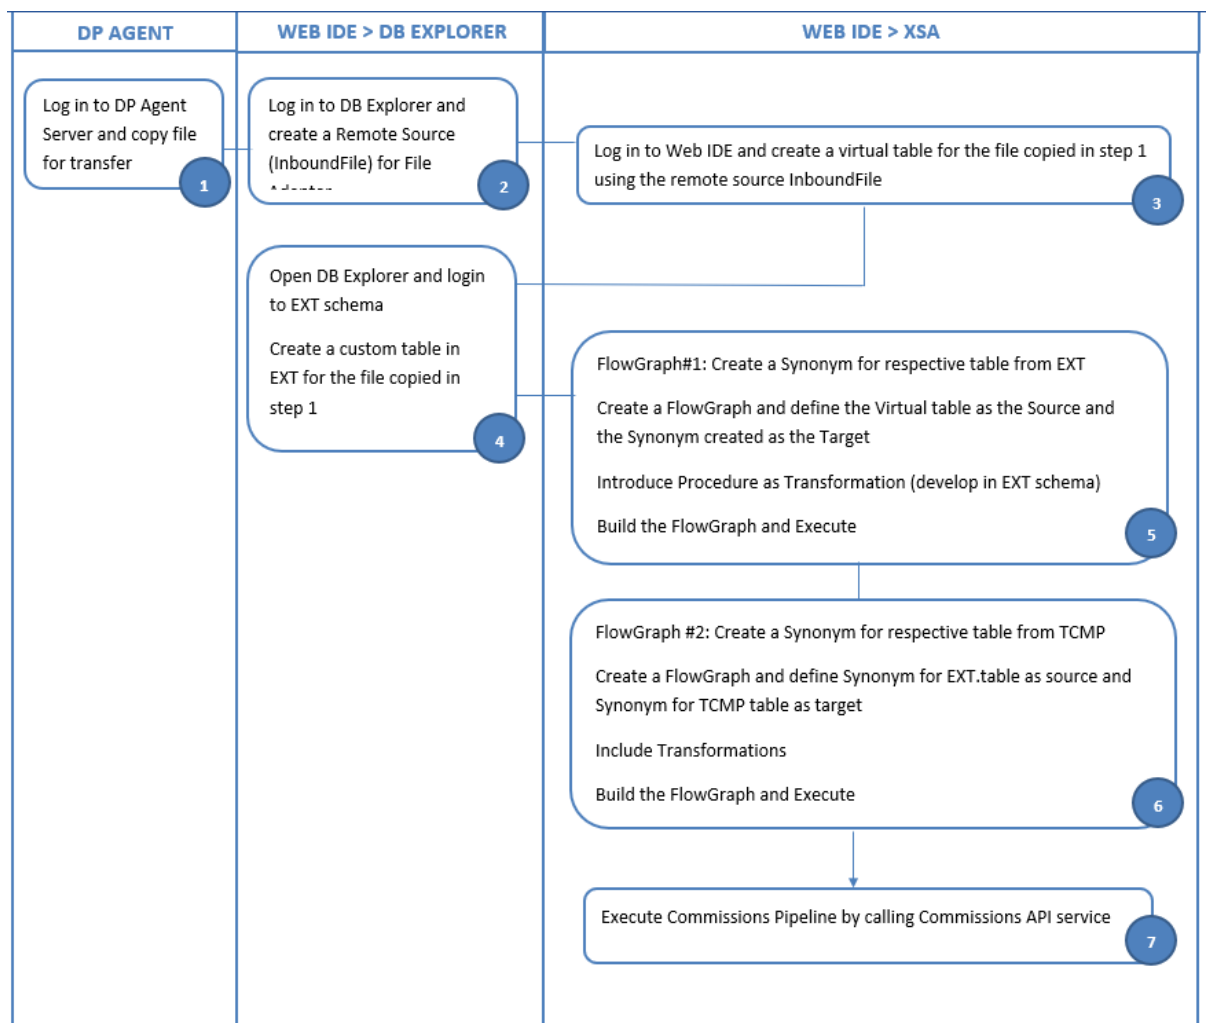 DP AGENT
WEB IDE > DB EXPLORER
WEB IDE > XSA
Log in to DP Agent
Server and copy file
for transfer
1
Log in to DB Explorer and
create a Remote Source
(InboundFile) for File
2
Log in to Web IDE and create a virtual table for the file copied in step 1
using the remote source InboundFile
3
Open DB Explorer and login
to EXT schema
Create a custom table in
EXT for the file copied in
step 1
4
FlowGraph#1: Create a Synonym for respective table from EXT
Create a FlowGraph and define the Virtual table as the Source and
the Synonym created as the Target
Introduce Procedure as Transformation (develop in EXT schema)
Build the FlowGraph and Execute
5
FlowGraph #2: Create a Synonym for respective table from TCMP
Create a FlowGraph and define Synonym for EXT.table as source and
Synonym for TCMP table as target
Include Transformations
Build the FlowGraph and Execute
6
Execute Commissions Pipeline by calling Commissions API service
7